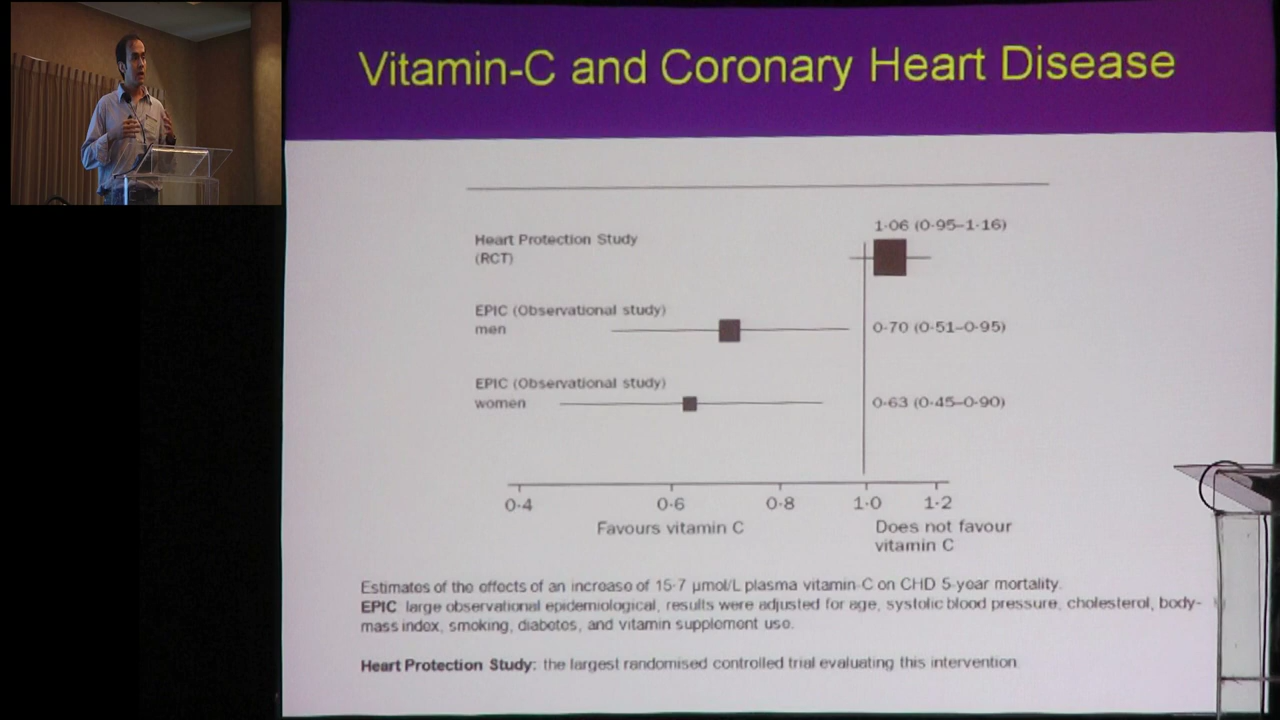 Vitamin-C and Coronary Heart Disease
1·06 (0·95–1·16)
Heart Protection Study
(RCT)
EPIC (Observational study)
men
0·70 (0·51–0·95)
EPIC (Observational study)
women
0·63 (0·45–0·90)
0·4 0·6 0·8 1·0 1·2
Favours vitamin C
Does not favour
vitamin C
Estimates of the effects of an increase of 15·7 µmol/L plasma vitamin C on CHD 5-year mortality.
EPIC large observational epidemiological, results were adjusted for age, systolic blood pressure, cholesterol, body-
mass index, smoking, diabetes, and vitamin supplement use.
Heart Protection Study: the largest randomised controlled trial evaluating this intervention